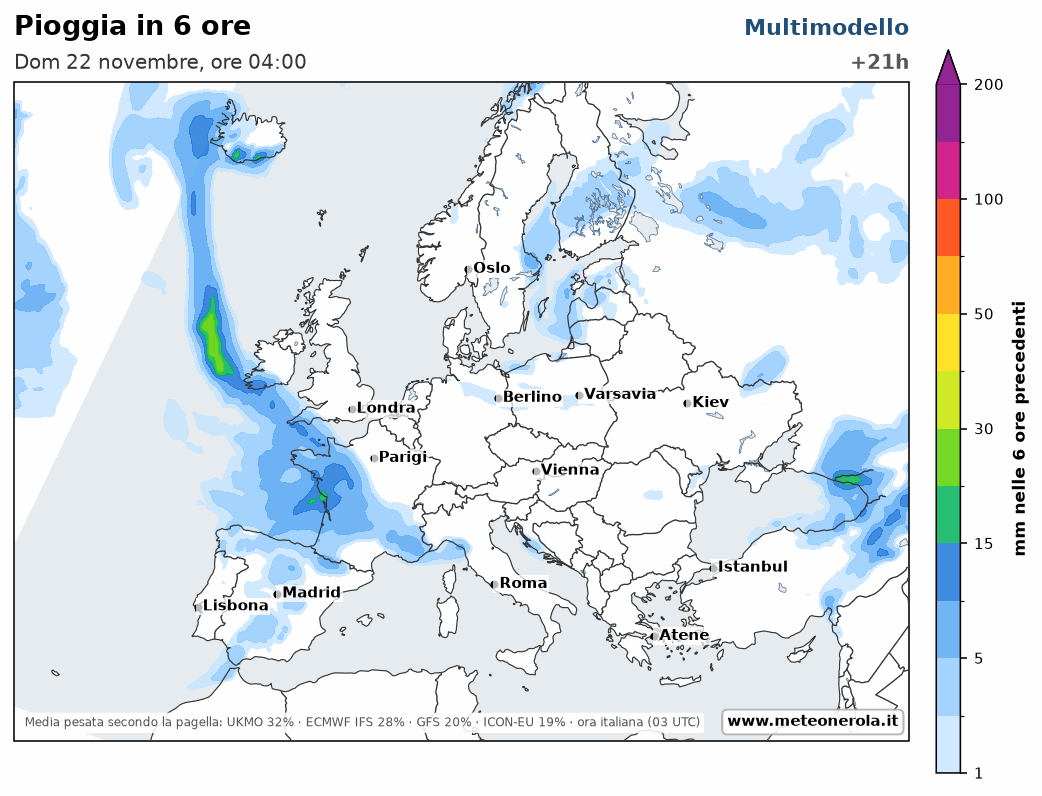 Pioggia in 6 ore
Multimodello
Dom 22 novembre, ore 04:00
+21h
200
100
50
30
15
5
1
mm nelle 6 ore precedenti
Oslo
Londra
Berlino
Varsavia
Kiev
Parigi
Vienna
Istanbul
Roma
Madrid
Lisbona
Atene
Media pesata secondo la pagella: UKMO 32% · ECMWF IFS 28% · GFS 20% · ICON-EU 19% · ora italiana (03 UTC)
www.meteonerola.it